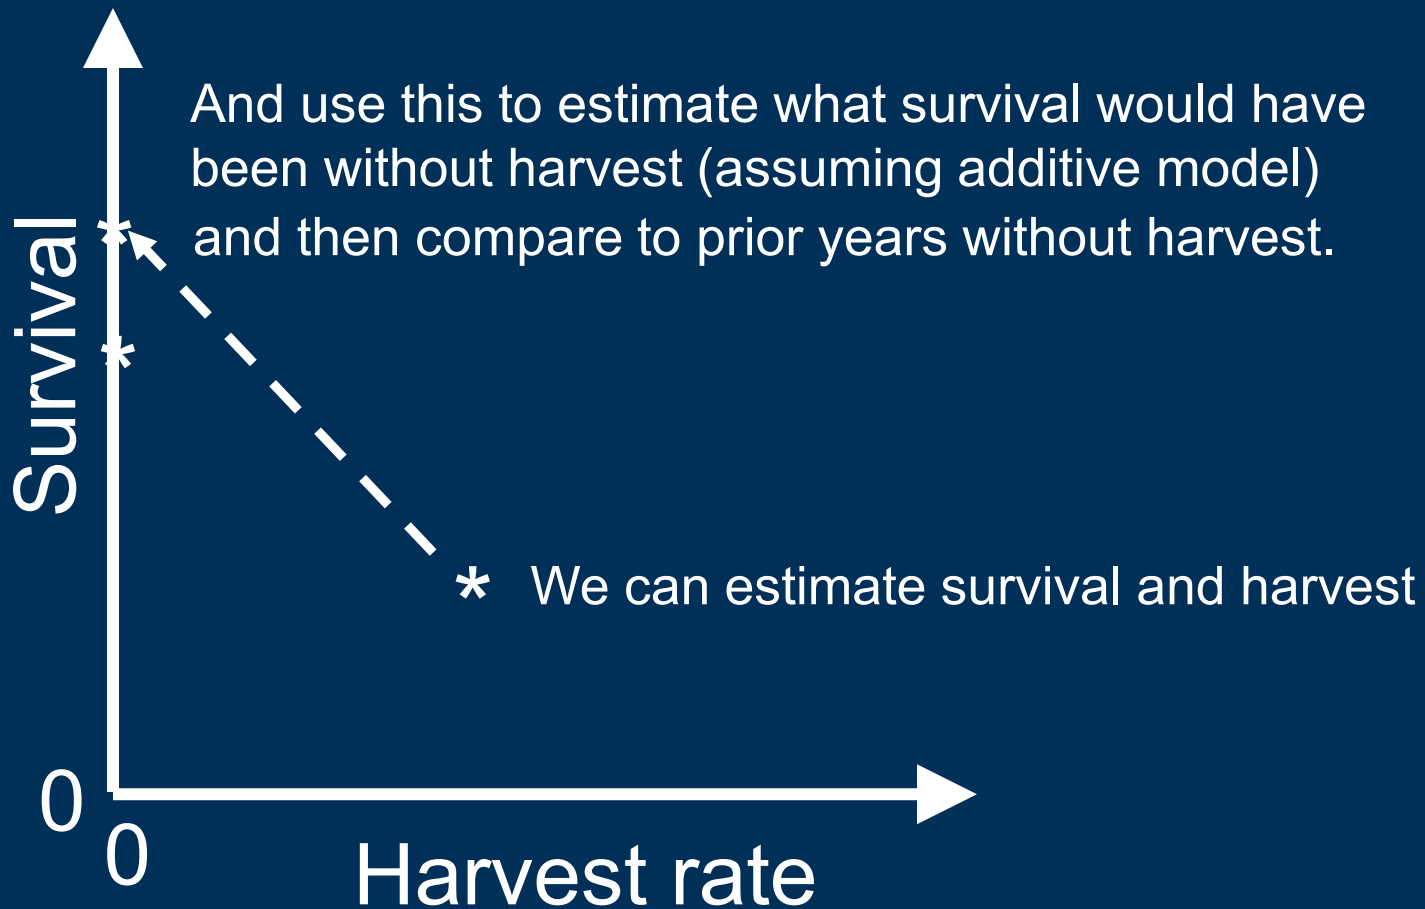 And use this to estimate what survival would have
been without harvest (assuming additive model)
and then compare to prior years without harvest.
Survival
*
*
* We can estimate survival and harvest
0
0
Harvest rate